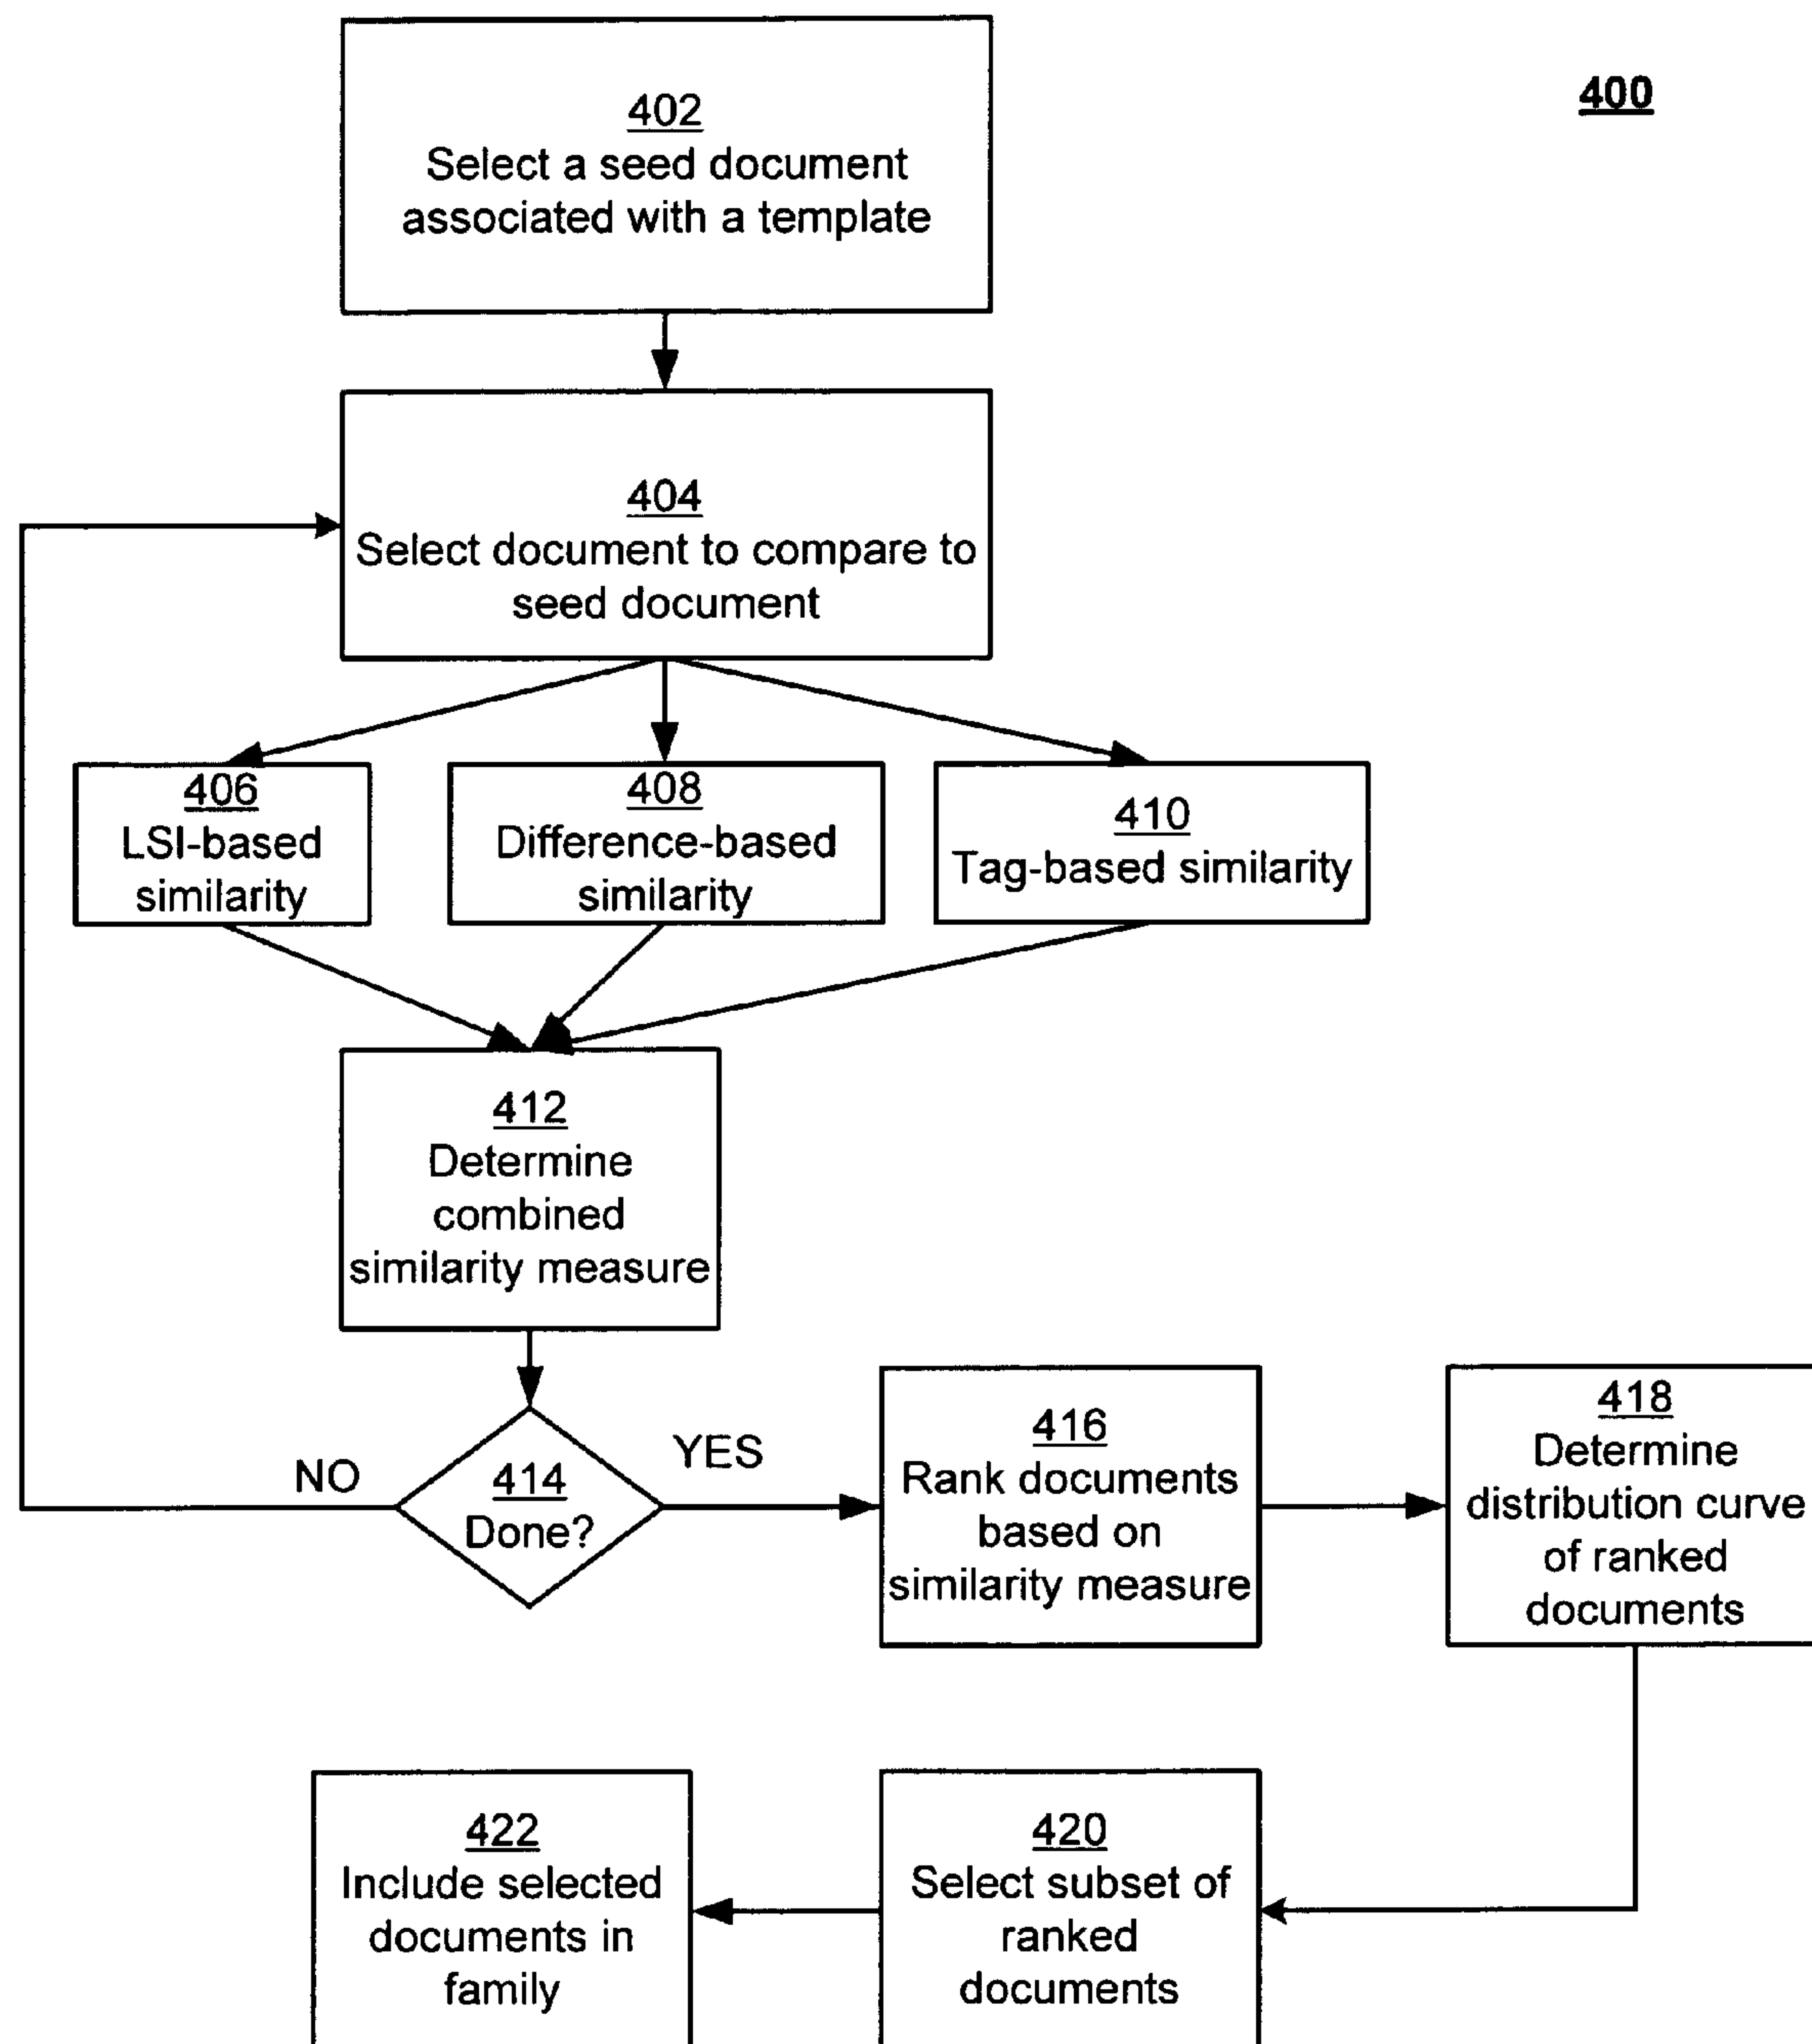 400
402
Select a seed document
associated with a template
404
Select document to compare to
seed document
406
LSI-based
similarity
408
Difference-based
similarity
410
Tag-based similarity
412
Determine
combined
similarity measure
NO
414
Done?
YES
416
Rank documents
based on
similarity measure
418
Determine
distribution curve
of ranked
documents
422
Include selected
documents in
family
420
Select subset of
ranked
documents